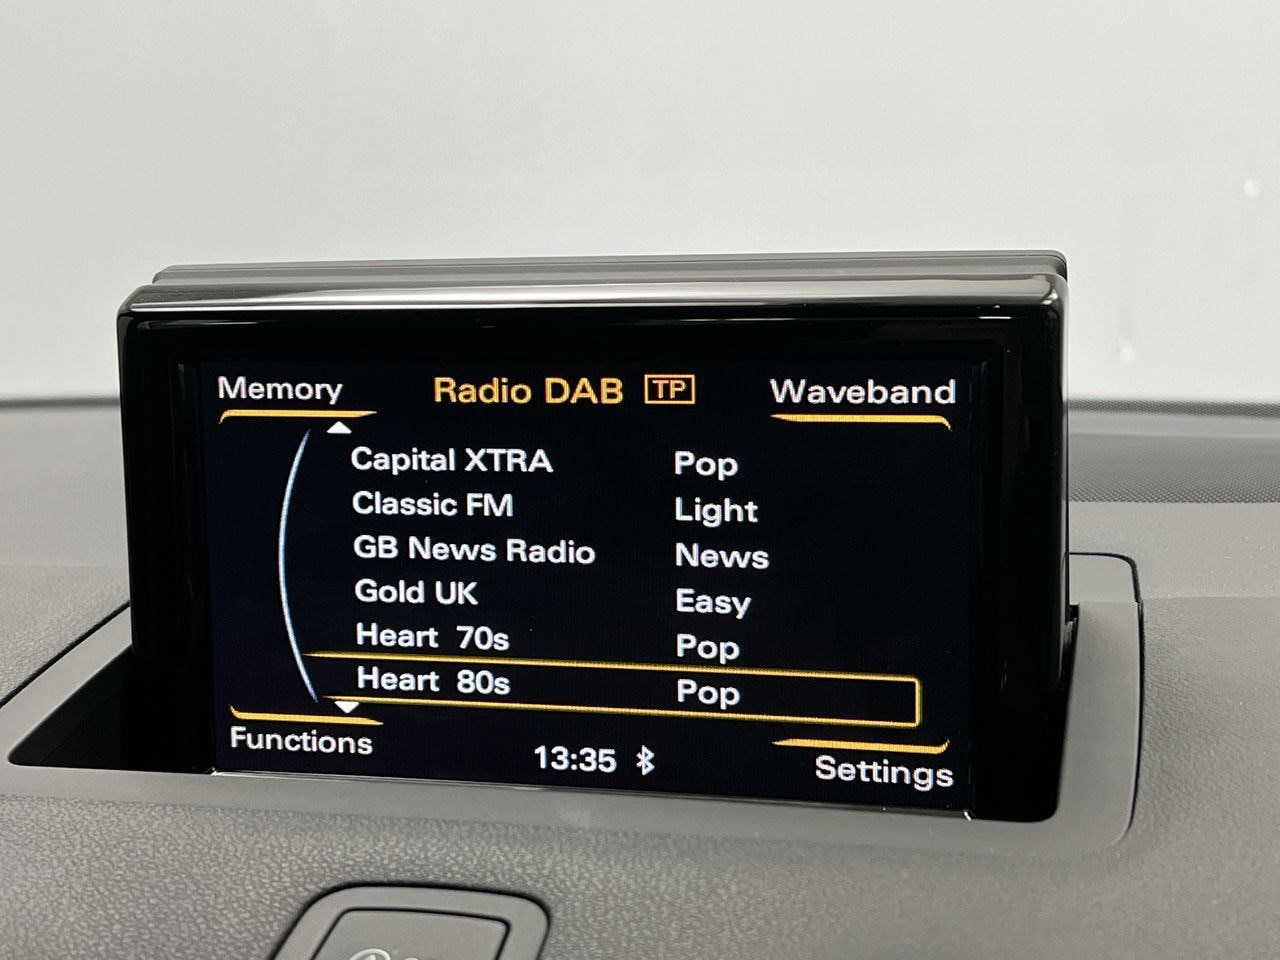 Memory Radio DAB TP Waveband
Capital XTRA Pop
Classic FM Light
GB News Radio News
Gold UK Easy
Heart 70s Pop
Heart 80s Pop
Functions 13:35 Settings